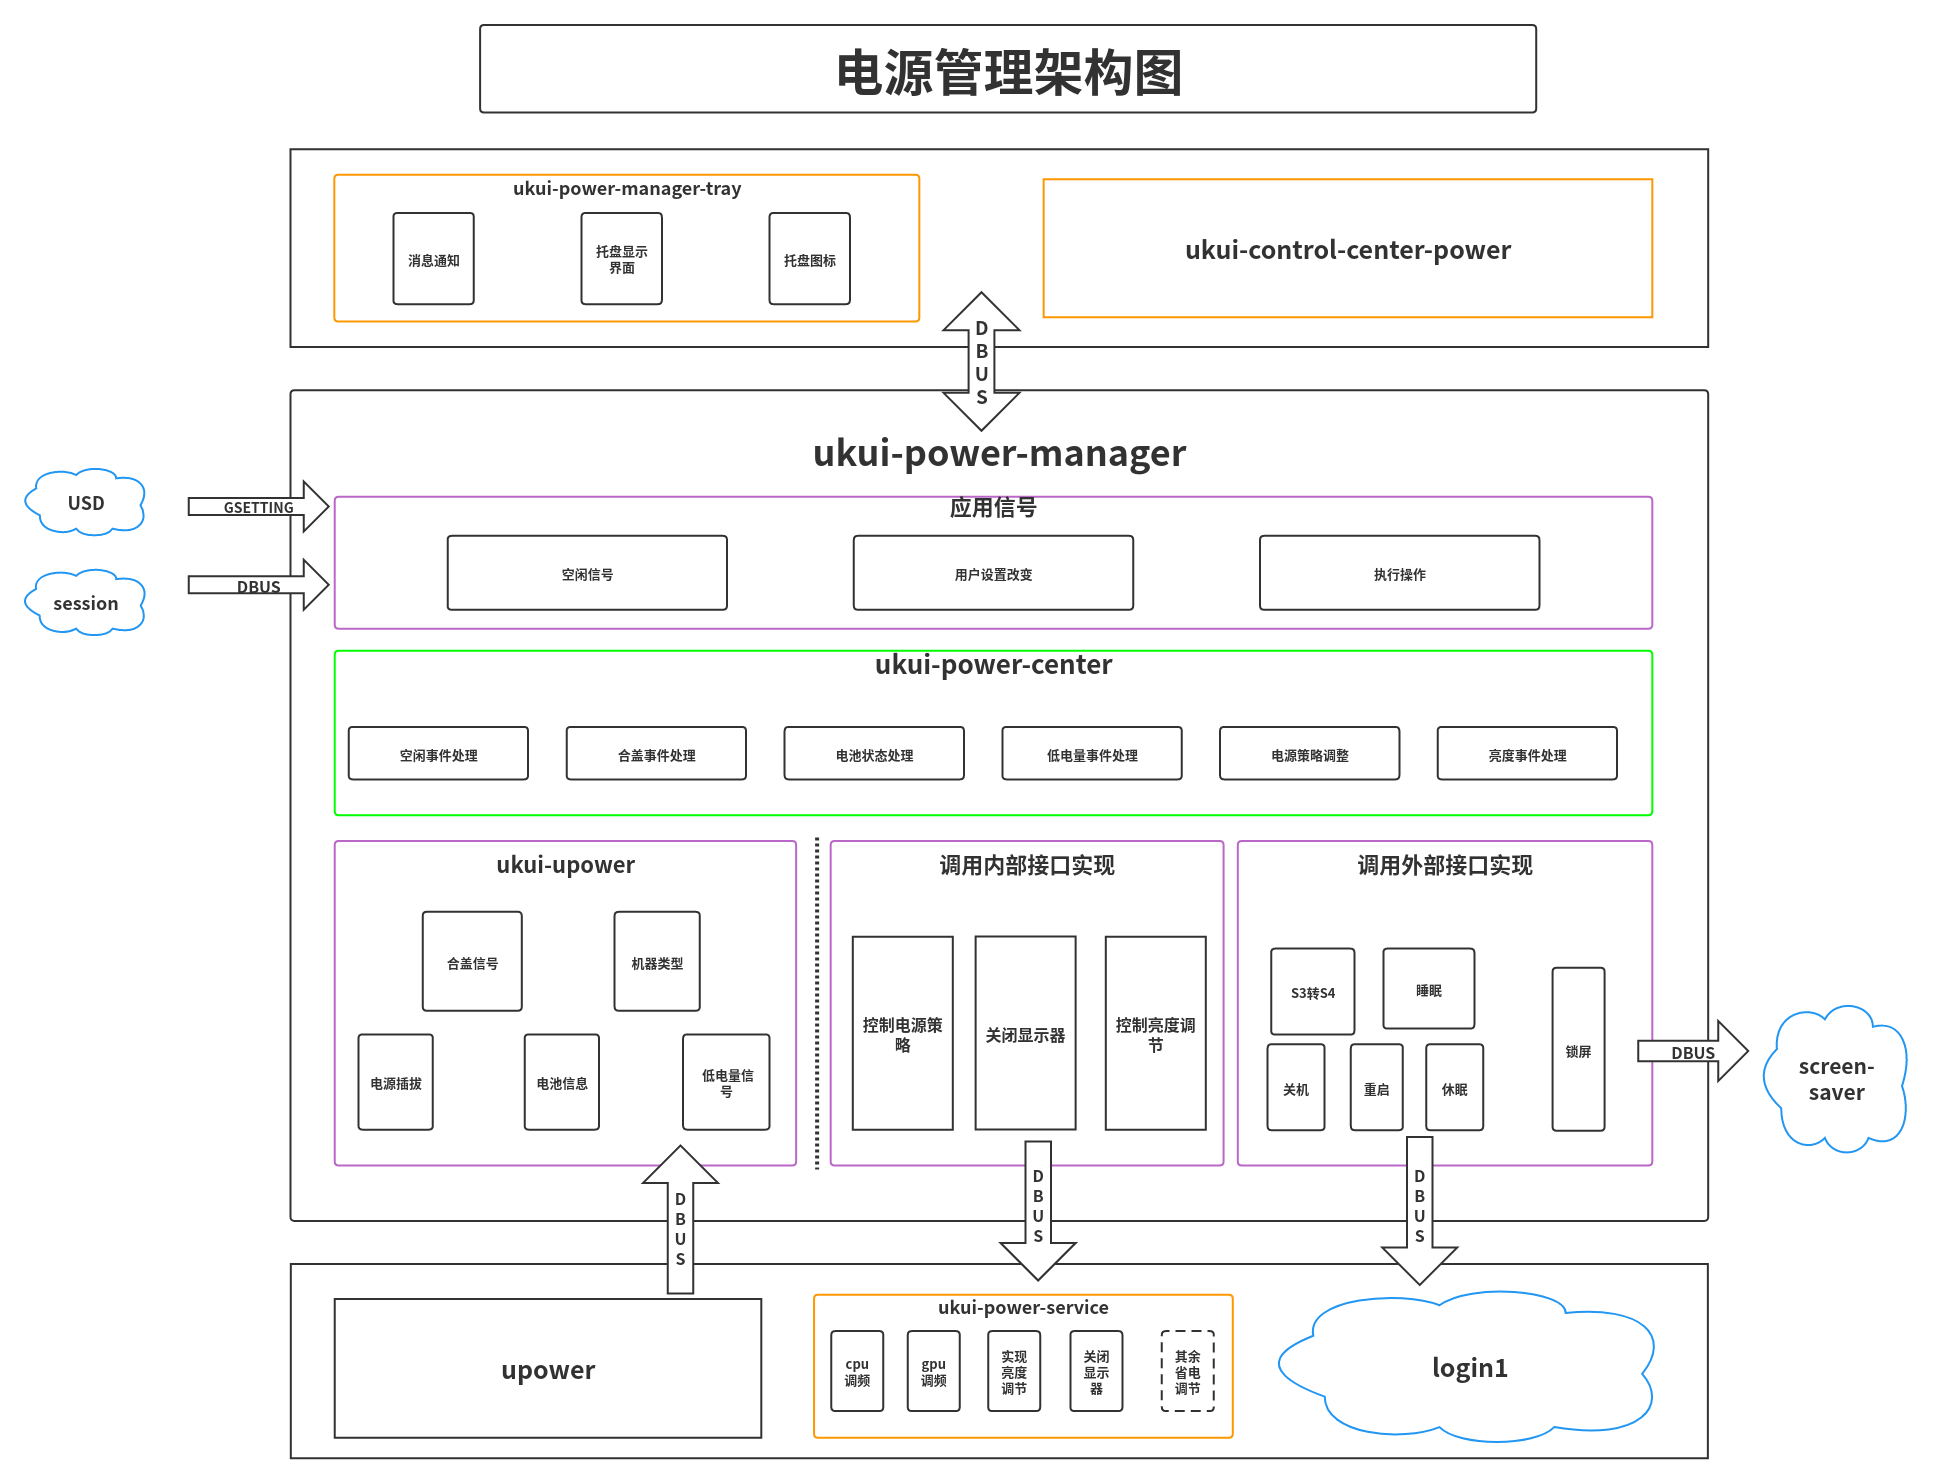 电源管理架构图
ukui-power-manager-tray
消息通知
托盘显示
界面
托盘图标
ukui-control-center-power
D
B
U
S
ukui-power-manager
USD
GSETTING
session
DBUS
应用信号
空闲信号
用户设置改变
执行操作
ukui-power-center
空闲事件处理
合盖事件处理
电池状态处理
低电量事件处理
电源策略调整
亮度事件处理
ukui-upower
合盖信号
机器类型
电源插拔
电池信息
低电量信
号
调用内部接口实现
控制电源策
略
关闭显示器
控制亮度调
节
调用外部接口实现
S3转S4
睡眠
关机
重启
休眠
锁屏
DBUS
screen-
saver
D
B
U
S
D
B
U
S
D
B
U
S
upower
ukui-power-service
cpu
调频
gpu
调频
实现
亮度
调节
关闭
显示
器
其余
省电
调节
login1